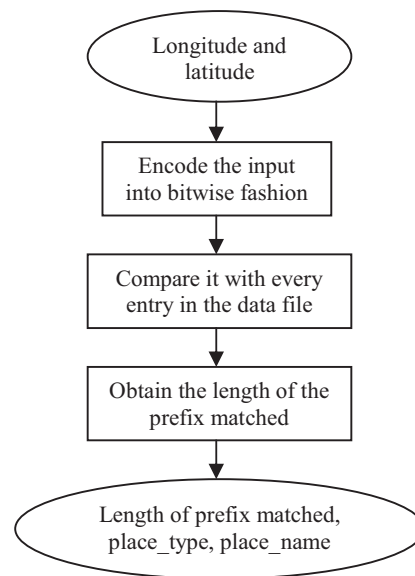 Longitude and
latitude
Encode the input
into bitwise fashion
Compare it with every
entry in the data file
Obtain the length of the
prefix matched
Length of prefix matched,
place_type, place_name